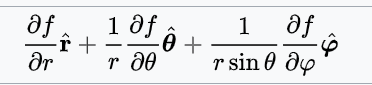 ∂f/∂r r̂ + 1/r ∂f/∂θ θ̂ + 1/(r sin θ) ∂f/∂φ φ̂